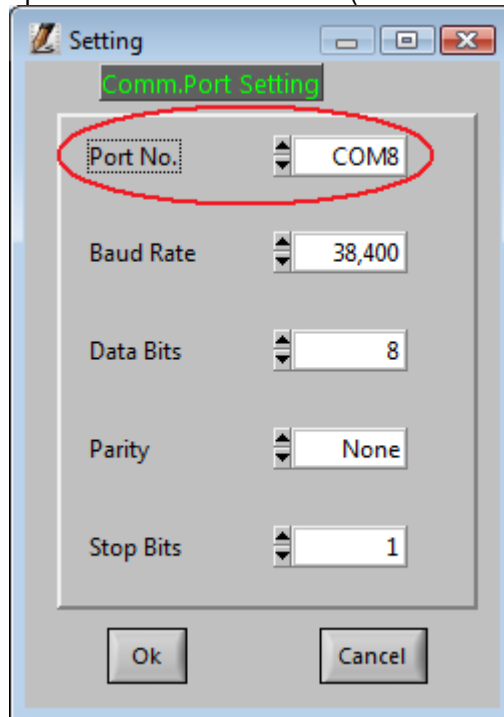 Setting
Comm.Port Setting
Port No. COM8
Baud Rate 38,400
Data Bits 8
Parity None
Stop Bits 1
Ok Cancel